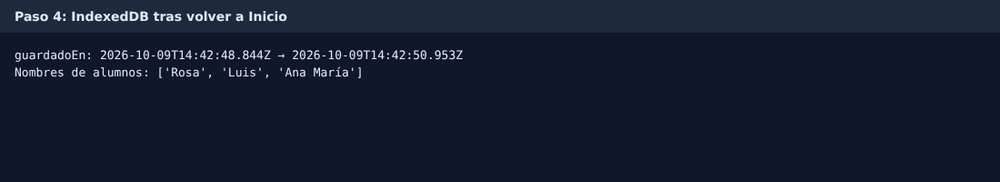 Paso 4: IndexedDB tras volver a Inicio
guardadoEn: 2026-10-09T14:42:48.844Z → 2026-10-09T14:42:50.953Z
Nombres de alumnos: ['Rosa', 'Luis', 'Ana María']